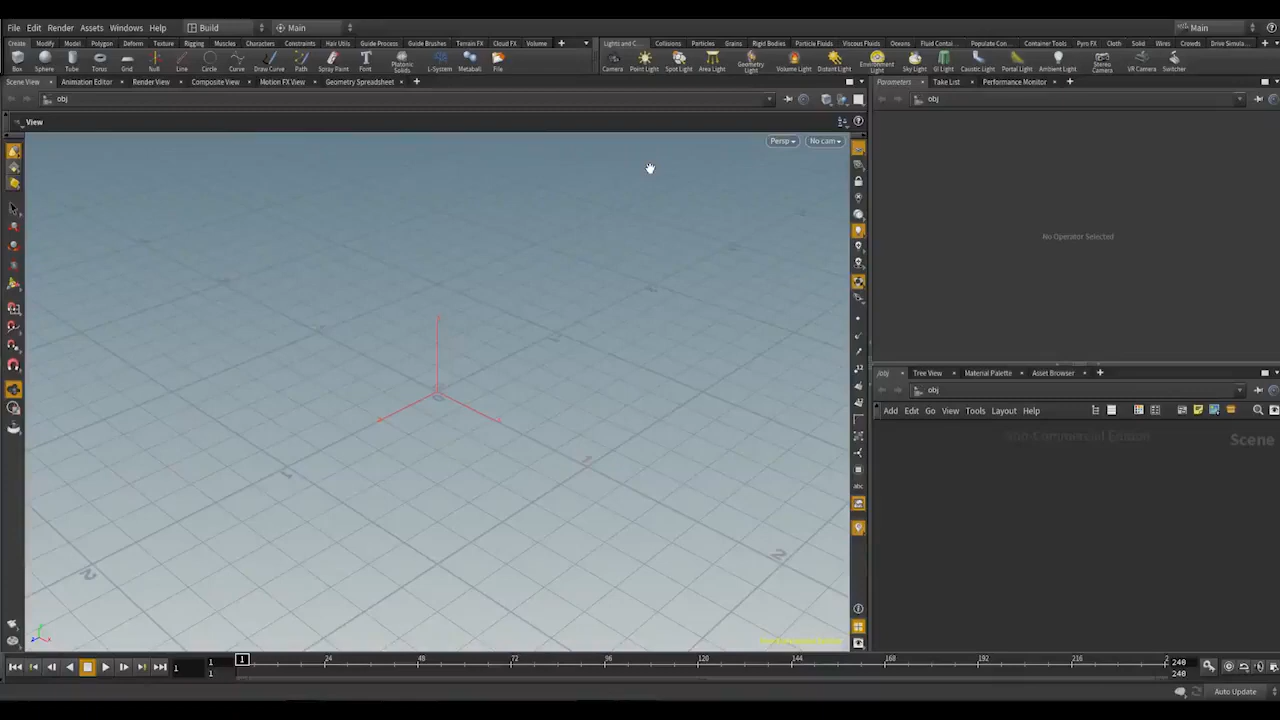 File Edit Render Assets Windows Help Build Main Main
Create Modify Model Polygon Deform Texture Rigging Muscles Characters Constraints Hair Utils Guide Process Guide Brushes Terrain FX Cloud FX Volume Lights and C... Collisions Particles Grains Rigid Bodies Particle Fluids Viscous Fluids Oceans Fluid Contai... Populate Con... Container Tools Pyro FX Cloth Solid Wires Crowds Drive Simula...
Box Sphere Tube Torus Grid Null Line Circle Curve Draw Curve Path Spray Paint Font Platonic Solids L-System Metaball File Camera Point Light Spot Light Area Light Geometry Light Volume Light Distant Light Environment Light Sky Light GI Light Caustic Light Portal Light Ambient Light Stereo Camera VR Camera Switcher
Scene View Animation Editor Render View Composite View Motion FX View Geometry Spreadsheet Parameters Take List Performance Monitor
obj obj
View
Persp No cam
No Operator Selected
/obj Tree View Material Palette Asset Browser
obj
Add Edit Go View Tools Layout Help
Non-Commercial Edition Scene
1 1
2 2
abc
1 1 1 24 48 72 96 120 144 168 192 216 2 240
1 240
Auto Update